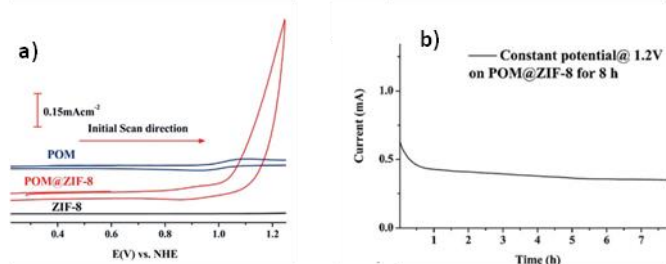 a)
0.15mAcm-2
Initial Scan direction
POM
POM@ZIF-8
ZIF-8
0.4 0.6 0.8 1.0 1.2
E(V) vs. NHE
b)
Constant potential@ 1.2V
on POM@ZIF-8 for 8 h
Current (mA)
1.0
0.5
0.0
1 2 3 4 5 6 7
Time (h)